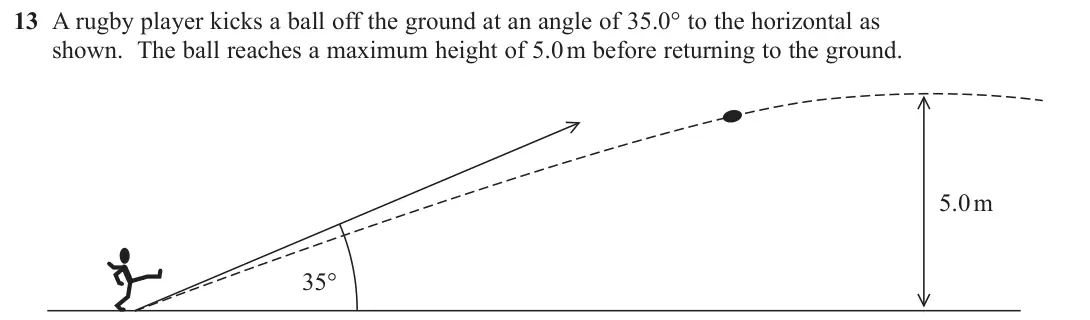 13 A rugby player kicks a ball off the ground at an angle of 35.0° to the horizontal as
shown. The ball reaches a maximum height of 5.0 m before returning to the ground.
5.0 m
35°